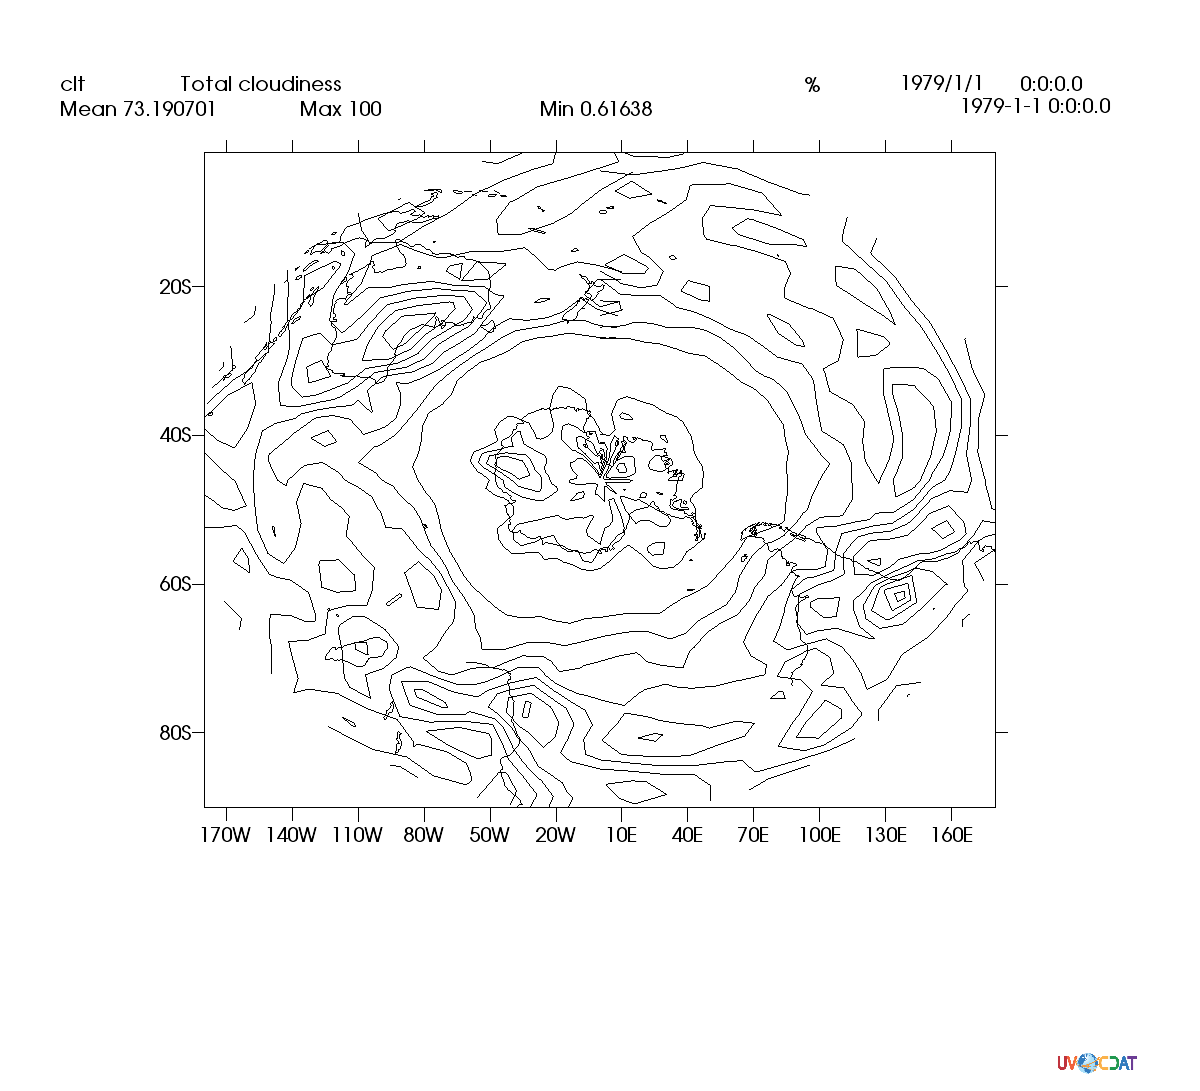 clt Total cloudiness % 1979/1/1 0:0:0.0
Mean 73.190701 Max 100 Min 0.61638 1979-1-1 0:0:0.0
20S
40S
60S
80S
170W 140W 110W 80W 50W 20W 10E 40E 70E 100E 130E 160E
UV CDAT